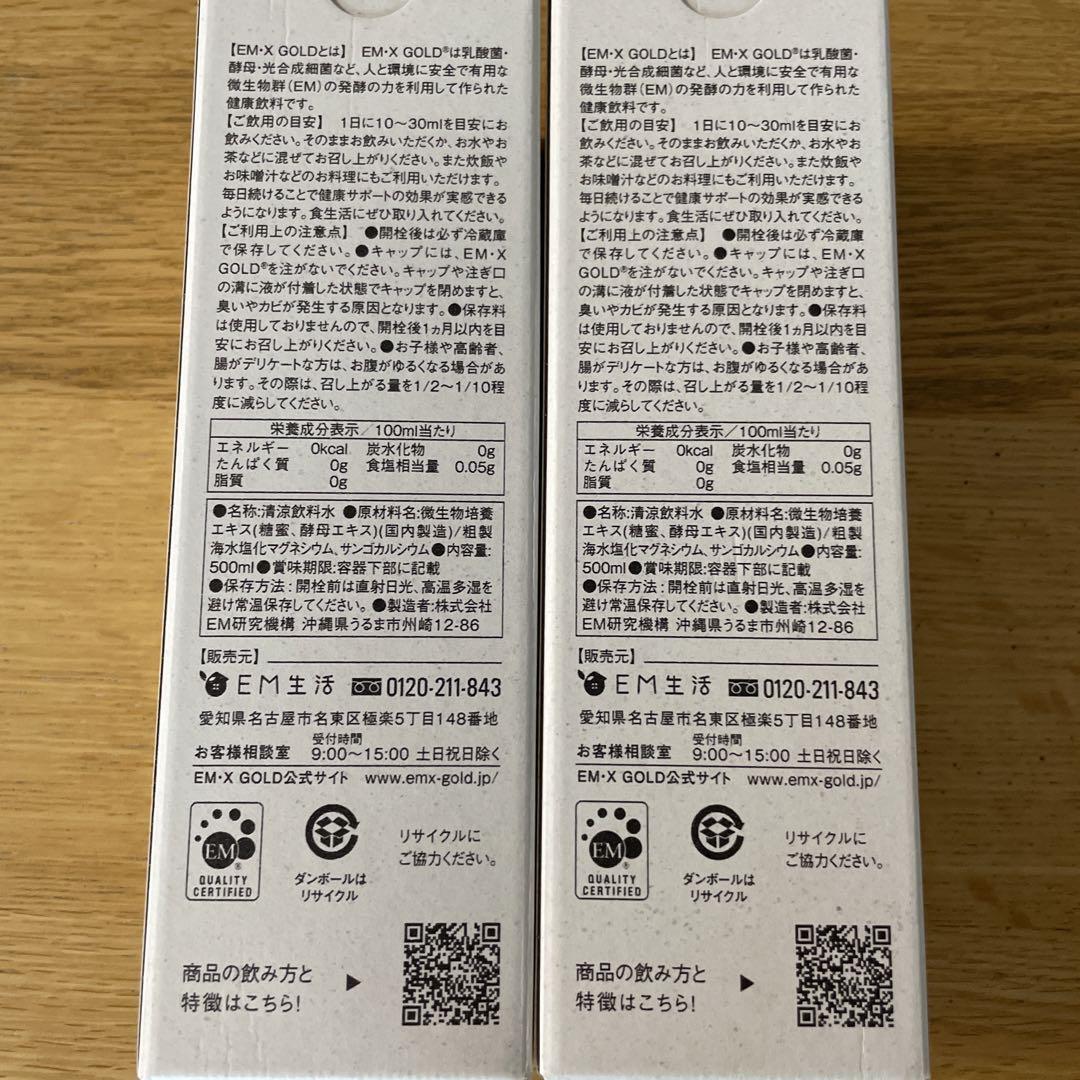 【EM・X GOLDとは】 EM・X GOLD®は乳酸菌・
酵母・光合成細菌など、人と環境に安全で有用な
微生物群(EM)の発酵の力を利用して作られた
健康飲料です。
【ご飲用の目安】 1日に10〜30mlを目安にお
飲みください。そのままお飲みいただくか、お水やお
茶などに混ぜてお召し上がりください。また炊飯や
お味噌汁などのお料理にもご利用いただけます。
毎日続けることで健康サポートの効果が実感できる
ようになります。食生活にぜひ取り入れてください。
【ご利用上の注意点】 ●開栓後は必ず冷蔵庫
で保存してください。●キャップには、EM・X
GOLD®を注がないでください。キャップや注ぎ口
の溝に液が付着した状態でキャップを閉めますと、
臭いやカビが発生する原因となります。●保存料
は使用しておりませんので、開栓後1ヵ月以内を目
安にお召し上がりください。●お子様や高齢者、
腸がデリケートな方は、お腹がゆるくなる場合があ
ります。その際は、召し上がる量を1/2〜1/10程
度に減らしてください。
栄養成分表示/100ml当たり
エネルギー 0kcal 炭水化物 0g
たんぱく質 0g 食塩相当量 0.05g
脂質 0g
●名称:清涼飲料水 ●原材料名:微生物培養
エキス(糖蜜、酵母エキス)(国内製造)/粗製
海水塩化マグネシウム、サンゴカルシウム●内容量:
500ml●賞味期限:容器下部に記載
●保存方法:開栓前は直射日光、高温多湿を
避け常温保存してください。●製造者:株式会社
EM研究機構 沖縄県うるま市州崎12-86
【販売元】
EM生活 0120-211-843
愛知県名古屋市名東区極楽5丁目148番地
お客様相談室 受付時間 9:00〜15:00 土日祝日除く
EM・X GOLD公式サイト www.emx-gold.jp/
EM®
QUALITY
CERTIFIED
ダンボールは
リサイクル
リサイクルに
ご協力ください。
商品の飲み方と
特徴はこちら!
【EM・X GOLDとは】 EM・X GOLD®は乳酸菌・
酵母・光合成細菌など、人と環境に安全で有用な
微生物群(EM)の発酵の力を利用して作られた
健康飲料です。
【ご飲用の目安】 1日に10〜30mlを目安にお
飲みください。そのままお飲みいただくか、お水やお
茶などに混ぜてお召し上がりください。また炊飯や
お味噌汁などのお料理にもご利用いただけます。
毎日続けることで健康サポートの効果が実感できる
ようになります。食生活にぜひ取り入れてください。
【ご利用上の注意点】 ●開栓後は必ず冷蔵庫
で保存してください。●キャップには、EM・X
GOLD®を注がないでください。キャップや注ぎ口
の溝に液が付着した状態でキャップを閉めますと、
臭いやカビが発生する原因となります。●保存料
は使用しておりませんので、開栓後1ヵ月以内を目
安にお召し上がりください。●お子様や高齢者、
腸がデリケートな方は、お腹がゆるくなる場合があ
ります。その際は、召し上がる量を1/2〜1/10程
度に減らしてください。
栄養成分表示/100ml当たり
エネルギー 0kcal 炭水化物 0g
たんぱく質 0g 食塩相当量 0.05g
脂質 0g
●名称:清涼飲料水 ●原材料名:微生物培養
エキス(糖蜜、酵母エキス)(国内製造)/粗製
海水塩化マグネシウム、サンゴカルシウム●内容量:
500ml●賞味期限:容器下部に記載
●保存方法:開栓前は直射日光、高温多湿を
避け常温保存してください。●製造者:株式会社
EM研究機構 沖縄県うるま市州崎12-86
【販売元】
EM生活 0120-211-843
愛知県名古屋市名東区極楽5丁目148番地
お客様相談室 受付時間 9:00〜15:00 土日祝日除く
EM・X GOLD公式サイト www.emx-gold.jp/
EM®
QUALITY
CERTIFIED
ダンボールは
リサイクル
リサイクルに
ご協力ください。
商品の飲み方と
特徴はこちら!